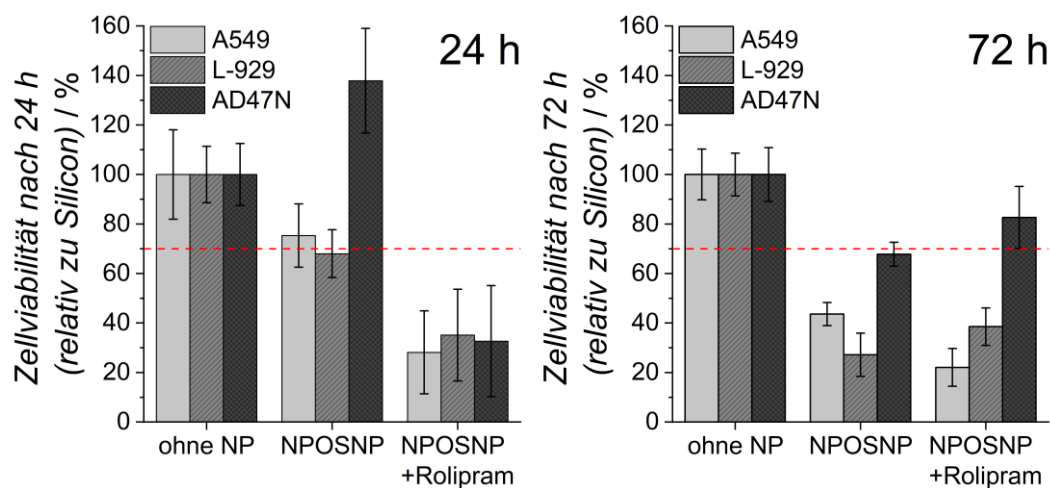 Zellviabilität nach 24 h
(relativ zu Silicon) / %
160
140
120
100
80
60
40
20
0
A549
L-929
AD47N
24 h
ohne NP
NPOSNP
NPOSNP
+Rolipram
Zellviabilität nach 72 h
(relativ zu Silicon) / %
160
140
120
100
80
60
40
20
0
A549
L-929
AD47N
72 h
ohne NP
NPOSNP
NPOSNP
+Rolipram